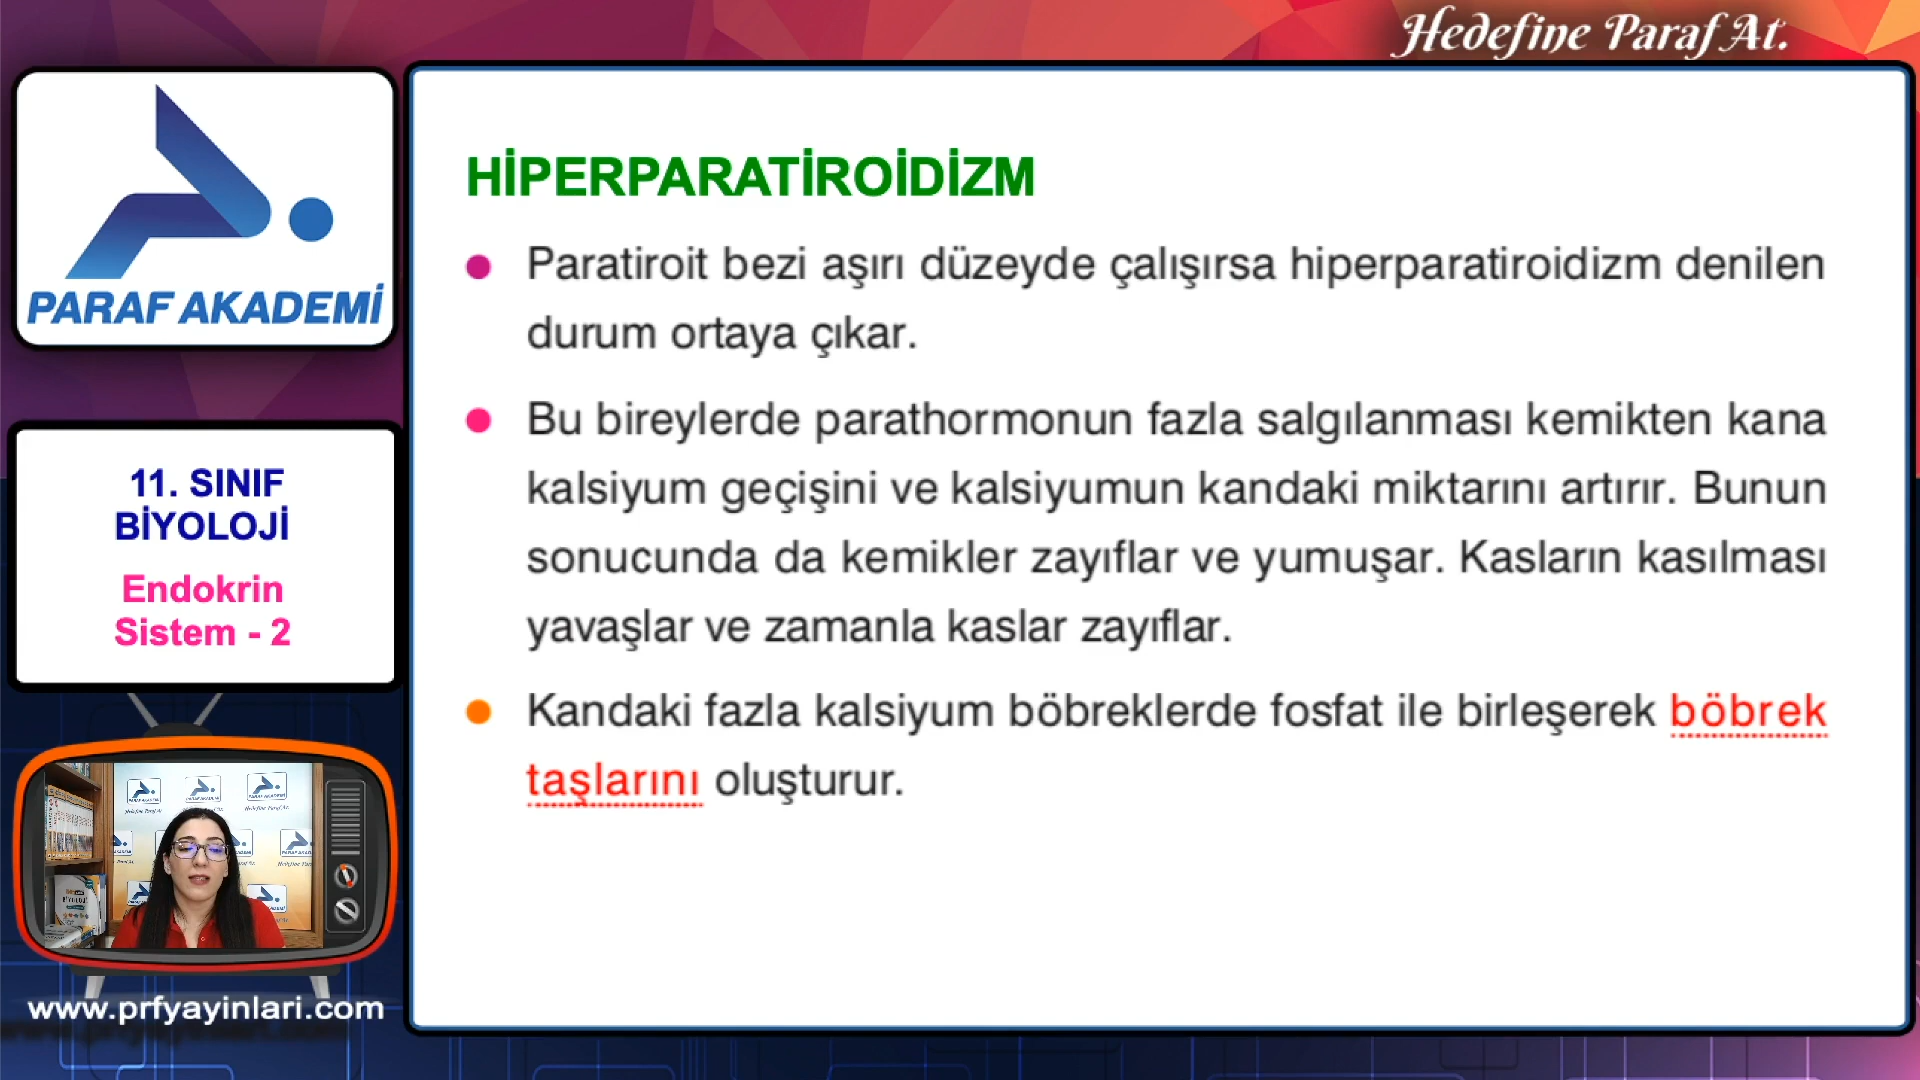 Hedefine Paraf At.
PARAF AKADEMİ
11. SINIF
BİYOLOJİ
Endokrin
Sistem - 2
www.prfyayinlari.com
HİPERPARATİROİDİZM
Paratiroit bezi aşırı düzeyde çalışırsa hiperparatiroidizm denilen
durum ortaya çıkar.
Bu bireylerde parathormonun fazla salgılanması kemikten kana
kalsiyum geçişini ve kalsiyumun kandaki miktarını artırır. Bunun
sonucunda da kemikler zayıflar ve yumuşar. Kasların kasılması
yavaşlar ve zamanla kaslar zayıflar.
Kandaki fazla kalsiyum böbreklerde fosfat ile birleşerek böbrek
taşlarını oluşturur.